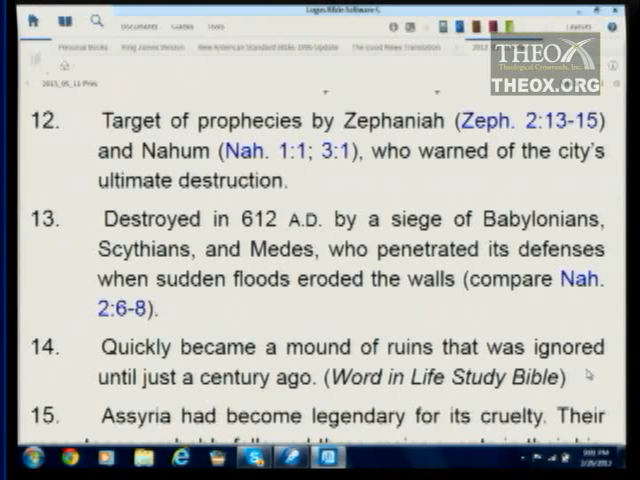 Logos Bible Software
Documents Guides Tools Layouts
Personal Books King James Version New American Standard Bible: 1995 Update The Good News Translation
THEOX
THEOX.ORG
12. Target of prophecies by Zephaniah (Zeph. 2:13-15)
and Nahum (Nah. 1:1; 3:1), who warned of the city's
ultimate destruction.
13. Destroyed in 612 A.D. by a siege of Babylonians,
Scythians, and Medes, who penetrated its defenses
when sudden floods eroded the walls (compare Nah.
2:6-8).
14. Quickly became a mound of ruins that was ignored
until just a century ago. (Word in Life Study Bible)
15. Assyria had become legendary for its cruelty. Their